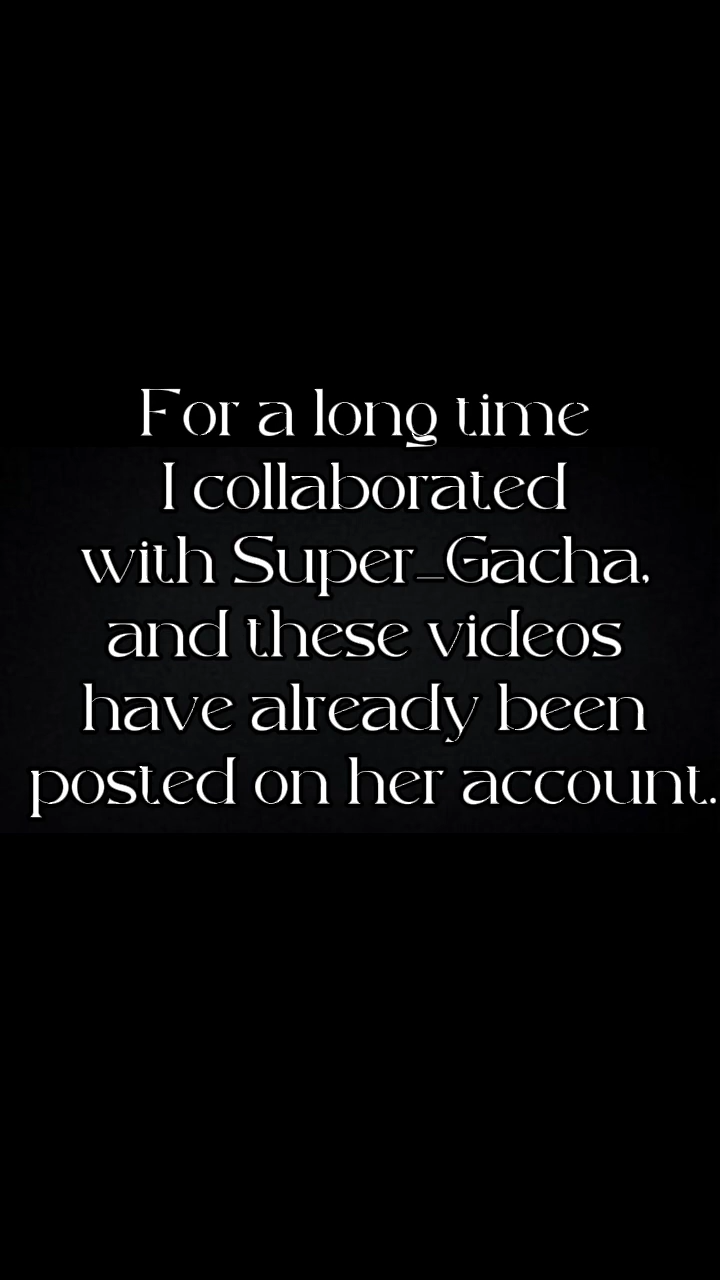 For a long time
I collaborated
with Super_Gacha,
and these videos
have already been
posted on her account.